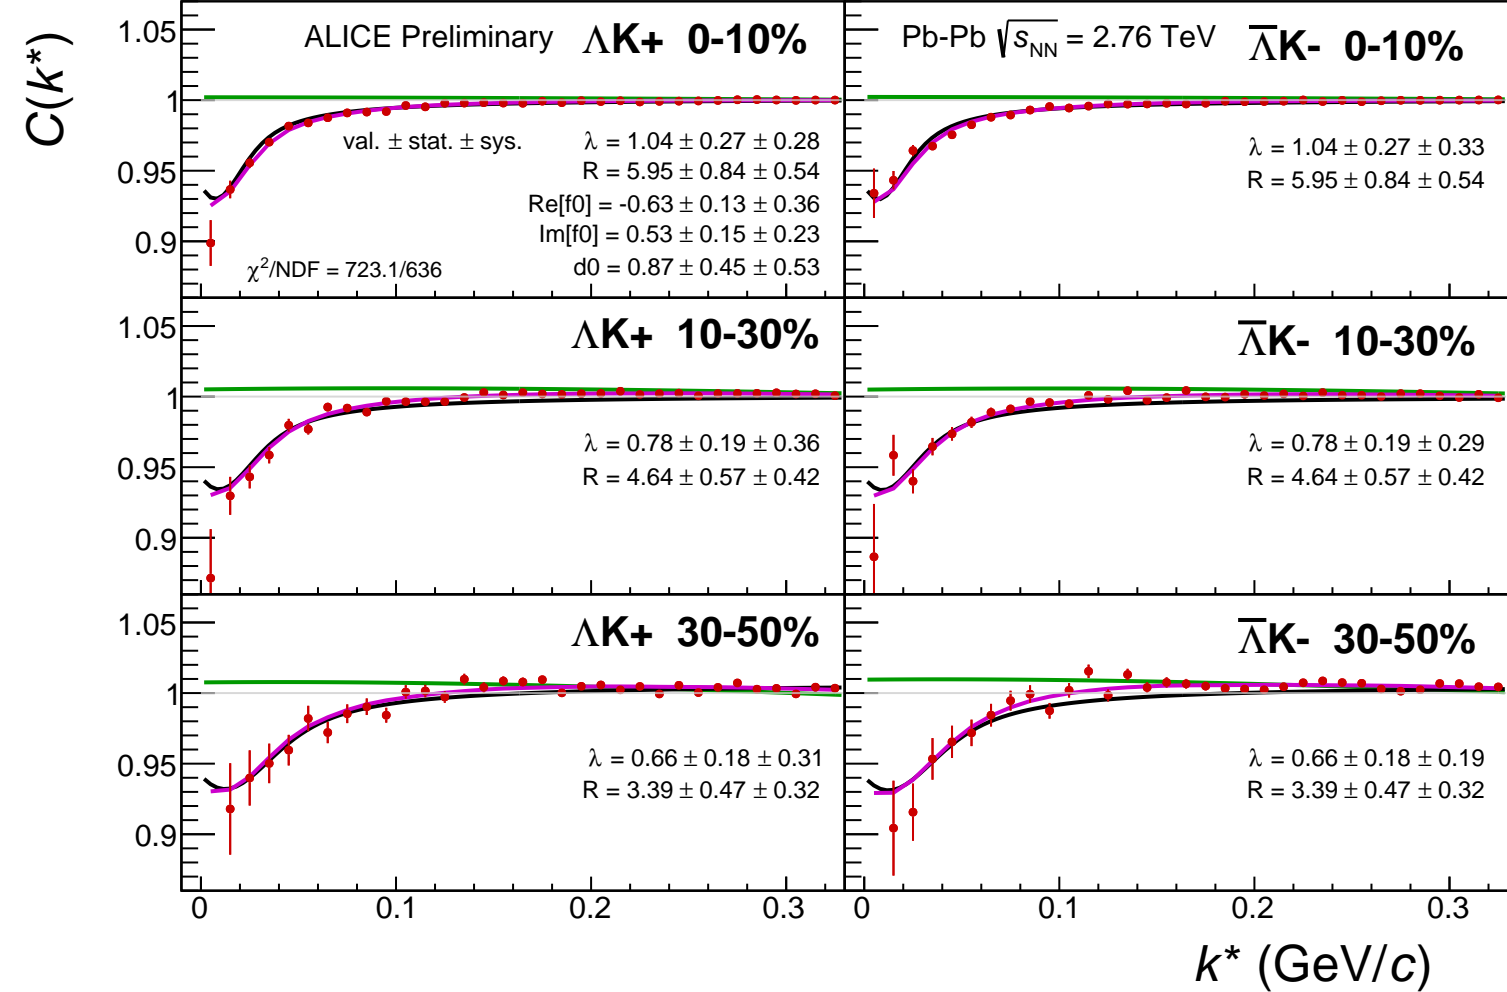 C(k*)
ALICE Preliminary ΛK+ 0-10%
val. ± stat. ± sys.
λ = 1.04 ± 0.27 ± 0.28
R = 5.95 ± 0.84 ± 0.54
Re[f0] = -0.63 ± 0.13 ± 0.36
Im[f0] = 0.53 ± 0.15 ± 0.23
d0 = 0.87 ± 0.45 ± 0.53
χ²/NDF = 723.1/636
1.05
1
0.95
0.9
Pb-Pb √sNN = 2.76 TeV Λ̅K- 0-10%
λ = 1.04 ± 0.27 ± 0.33
R = 5.95 ± 0.84 ± 0.54
ΛK+ 10-30%
λ = 0.78 ± 0.19 ± 0.36
R = 4.64 ± 0.57 ± 0.42
1.05
1
0.95
0.9
Λ̅K- 10-30%
λ = 0.78 ± 0.19 ± 0.29
R = 4.64 ± 0.57 ± 0.42
ΛK+ 30-50%
λ = 0.66 ± 0.18 ± 0.31
R = 3.39 ± 0.47 ± 0.32
1.05
1
0.95
0.9
Λ̅K- 30-50%
λ = 0.66 ± 0.18 ± 0.19
R = 3.39 ± 0.47 ± 0.32
0 0.1 0.2 0.3
0 0.1 0.2 0.3
k* (GeV/c)